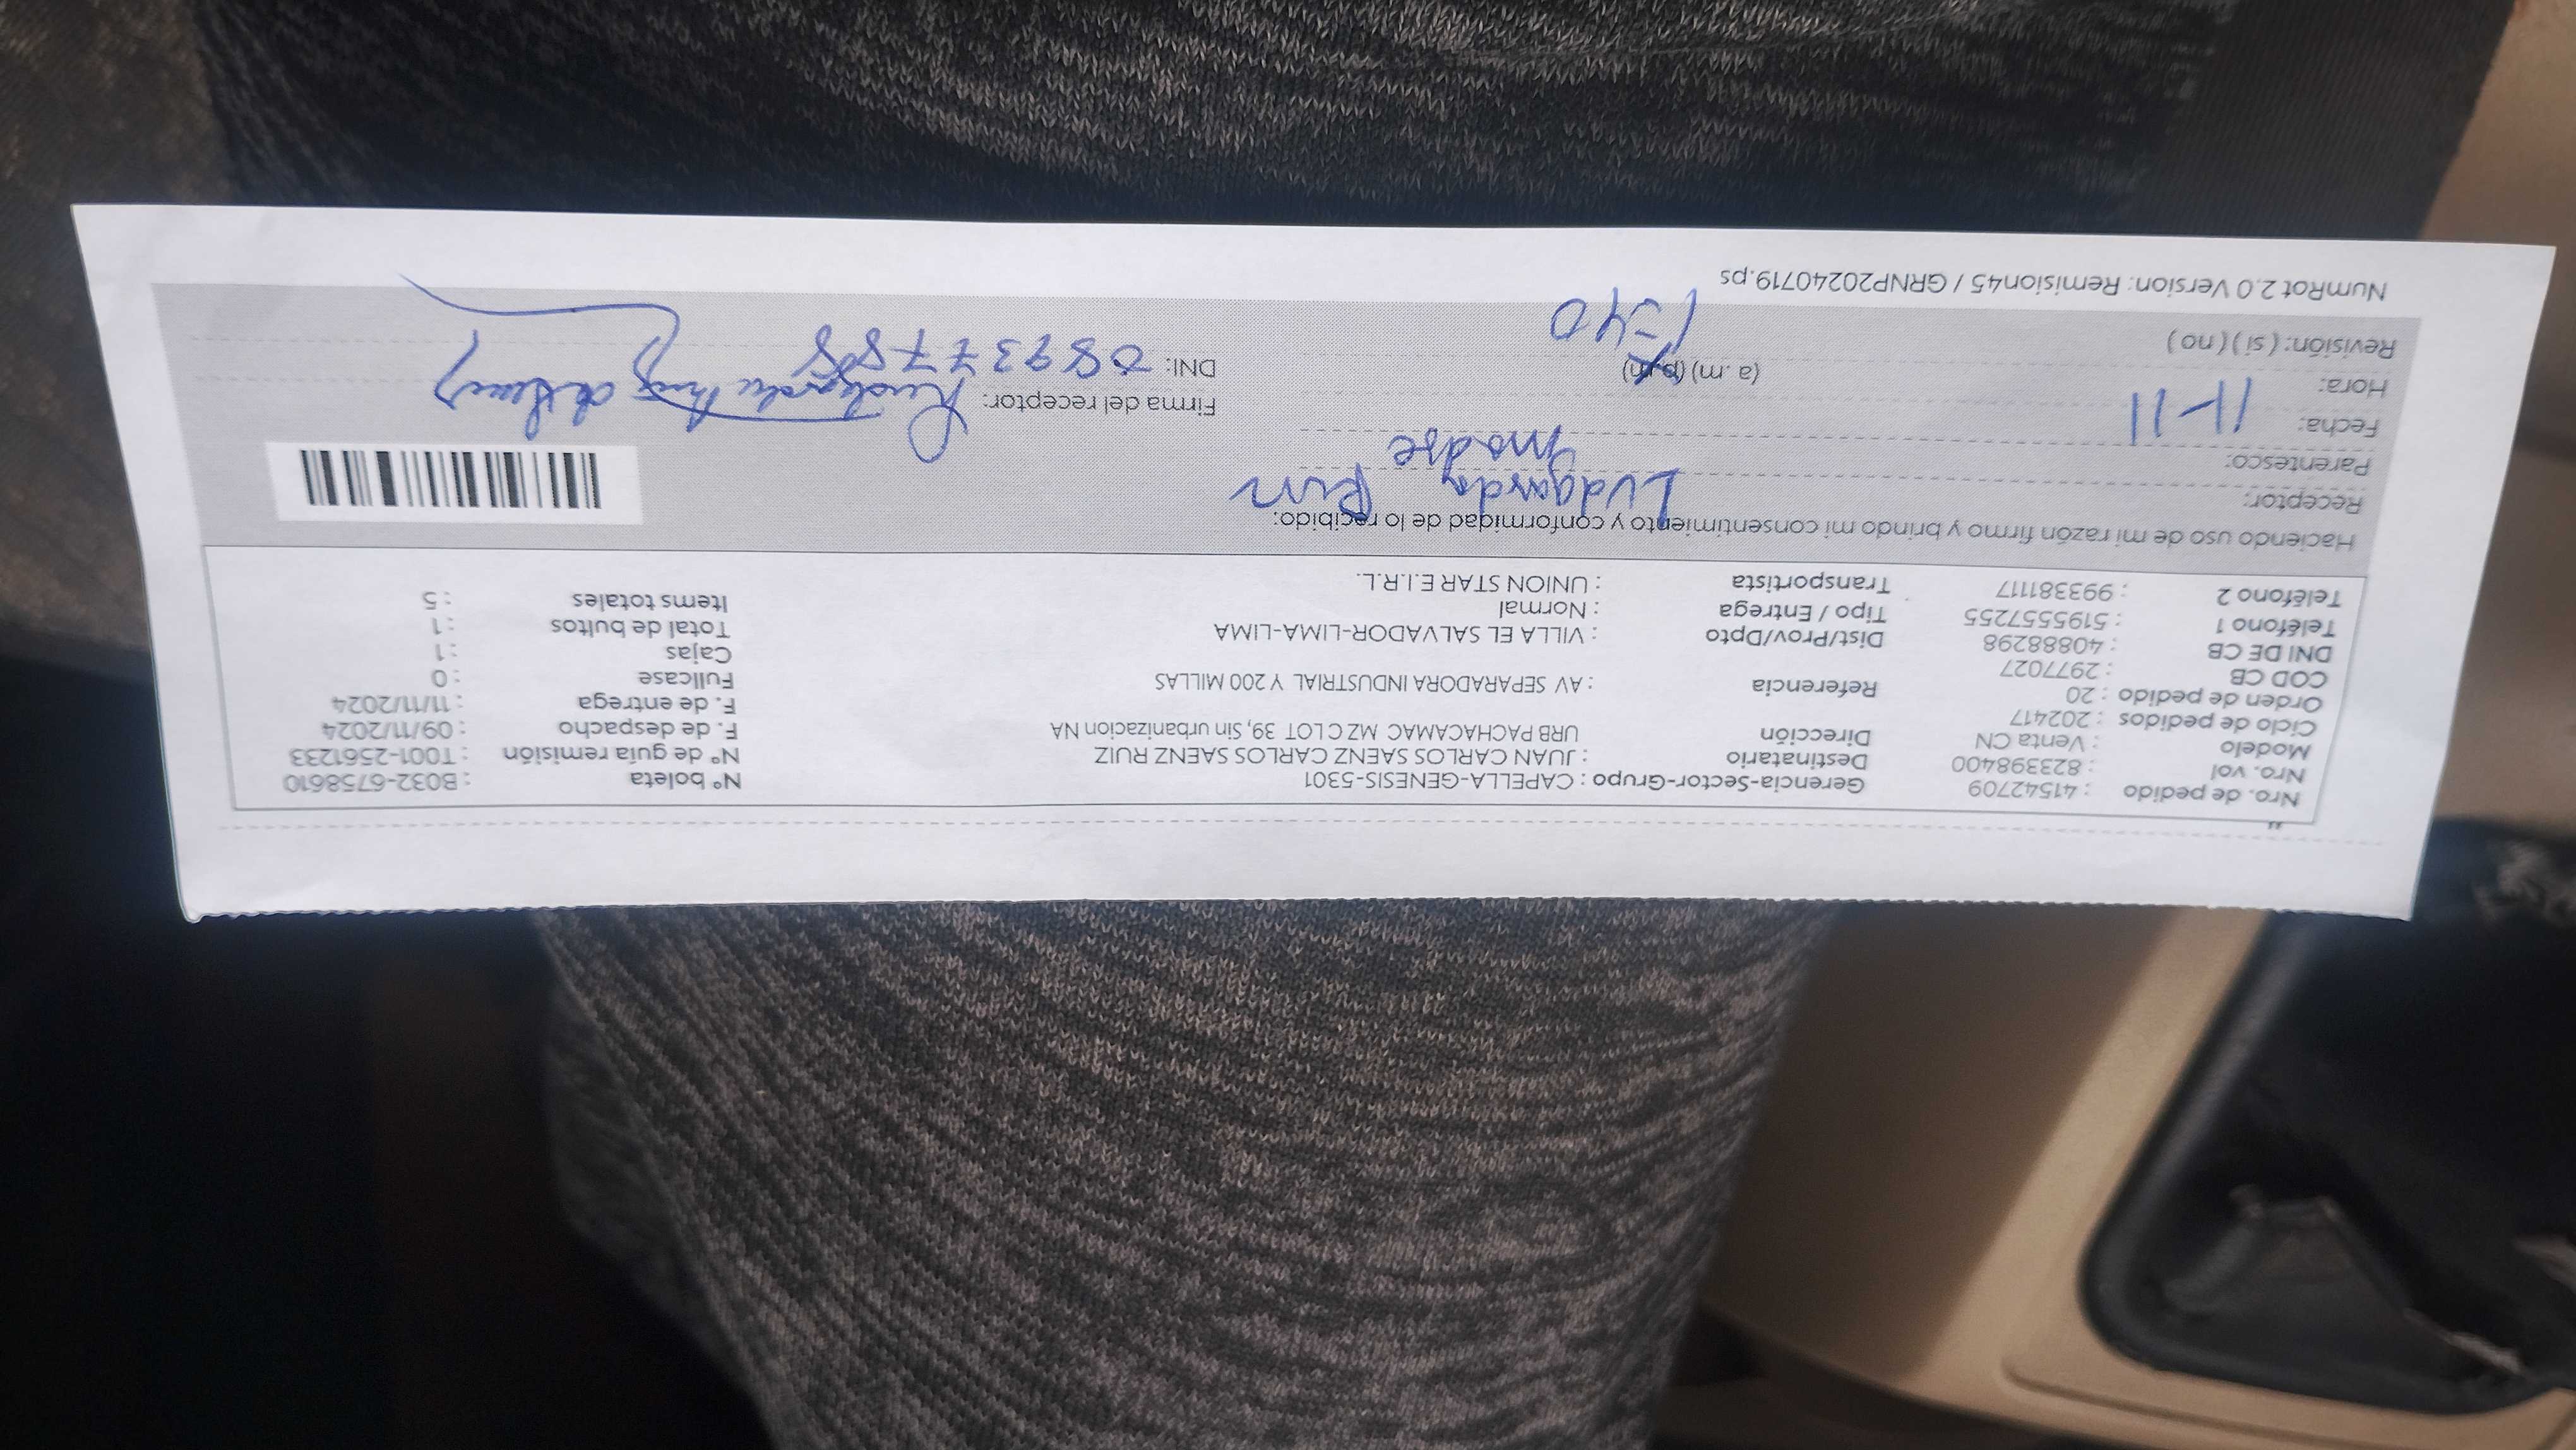 Nro. de pedido : 41542709 Gerencia-Sector-Grupo : CAPELLA-GENESIS-5301 N° boleta : B032-6758610
Nro. vol : 823398400 Destinatario : JUAN CARLOS SAENZ CARLOS SAENZ RUIZ N° de guía remisión : T001-2561233
Modelo : Venta CN Dirección URB PACHACAMAC MZ C LOT 39, Sin urbanizacion NA F. de despacho : 09/11/2024
Ciclo de pedidos : 202417 F. de entrega : 11/11/2024
Orden de pedido : 20 Referencia : AV SEPARADORA INDUSTRIAL Y 200 MILLAS Fullcase : 0
COD CB : 2977027 Cajas : 1
DNI DE CB : 40888298 Dist/Prov/Dpto : VILLA EL SALVADOR-LIMA-LIMA Total de bultos : 1
Teléfono 1 : 5195557255 Tipo / Entrega : Normal Items totales : 5
Teléfono 2 : 993381117 Transportista : UNION STAR E.I.R.L.
Haciendo uso de mi razón firmo y brindo mi consentimiento y conformidad de lo recibido:
Receptor: Ludgarda
Parentesco: madre
Fecha: 11-11 Firma del receptor:
Hora: 1=40 (a. m) (p.m) DNI:
Revisión: ( si ) ( no )
NumRot 2.0 Version: Remision45 / GRNP20240719.ps